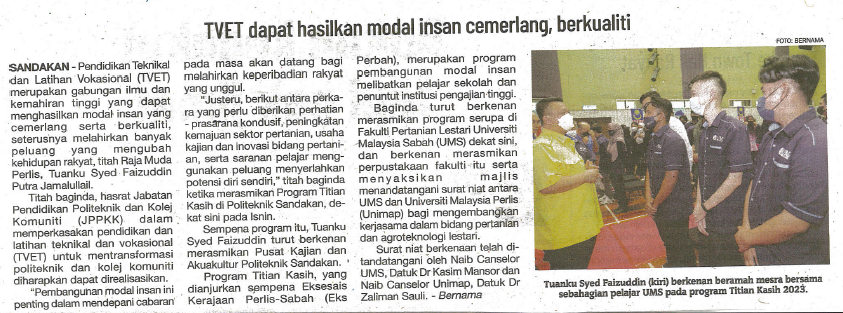 TVET dapat hasilkan modal insan cemerlang, berkualiti
SANDAKAN - Pendidikan Teknikal
dan Latihan Vokasional (TVET)
merupakan gabungan ilmu dan
kemahiran tinggi yang dapat
menghasilkan modal insan yang
cemerlang serta berkualiti,
seterusnya melahirkan banyak
peluang yang mengubah
kehidupan rakyat, titah Raja Muda
Perlis, Tuanku Syed Faizuddin
Putra Jamalullail.
Titah baginda, hasrat Jabatan
Pendidikan Politeknik dan Kolej
Komuniti (JPPKK) dalam
memperkasakan pendidikan dan
latihan teknikal dan vokasional
(TVET) untuk mentransformasi
politeknik dan kolej komuniti
diharapkan dapat direalisasikan.
"Pembangunan modal insan ini
penting dalam mendepani cabaran
pada masa akan datang bagi
melahirkan keperibadian rakyat
yang unggul.
"Justeru, berikut antara perka-
ra yang perlu diberikan perhatian
- prasarana kondusif, peningkatan
kemajuan sektor pertanian, usaha
kajian dan inovasi bidang pertani-
an, serta saranan pelajar meng-
gunakan peluang menyerlahkan
potensi diri sendiri," titah baginda
ketika merasmikan Program Titian
Kasih di Politeknik Sandakan, de-
kat sini pada Isnin.
Sempena program itu, Tuanku
Syed Faizuddin turut berkenan
merasmikan Pusat Kajian dan
Akuakultur Politeknik Sandakan.
Program Titian Kasih, yang
dianjurkan sempena Eksesais
Kerajaan Perlis-Sabah (Eks
Perbah), merupakan program
pembangunan modal insan
melibatkan pelajar sekolah dan
penuntut institusi pengajian tinggi.
Baginda turut berkenan
merasmikan program serupa di
Fakulti Pertanian Lestari Universiti
Malaysia Sabah (UMS) dekat sini,
dan berkenan merasmikan
perpustakaan fakulti itu serta
menyaksikan majlis
menandatangani surat niat antara
UMS dan Universiti Malaysia Perlis
(Unimap) bagi mengembangkan
kerjasama dalam bidang pertanian
dan agroteknologi lestari.
Surat niat berkenaan telah di-
tandatangani oleh Naib Canselor
UMS, Datuk Dr Kasim Mansor dan
Naib Canselor Unimap, Datuk Dr
Zaliman Sauli. - Bernama
FOTO: BERNAMA
Tuanku Syed Faizuddin (kiri) berkenan beramah mesra bersama
sebahagian pelajar UMS pada program Titian Kasih 2023.